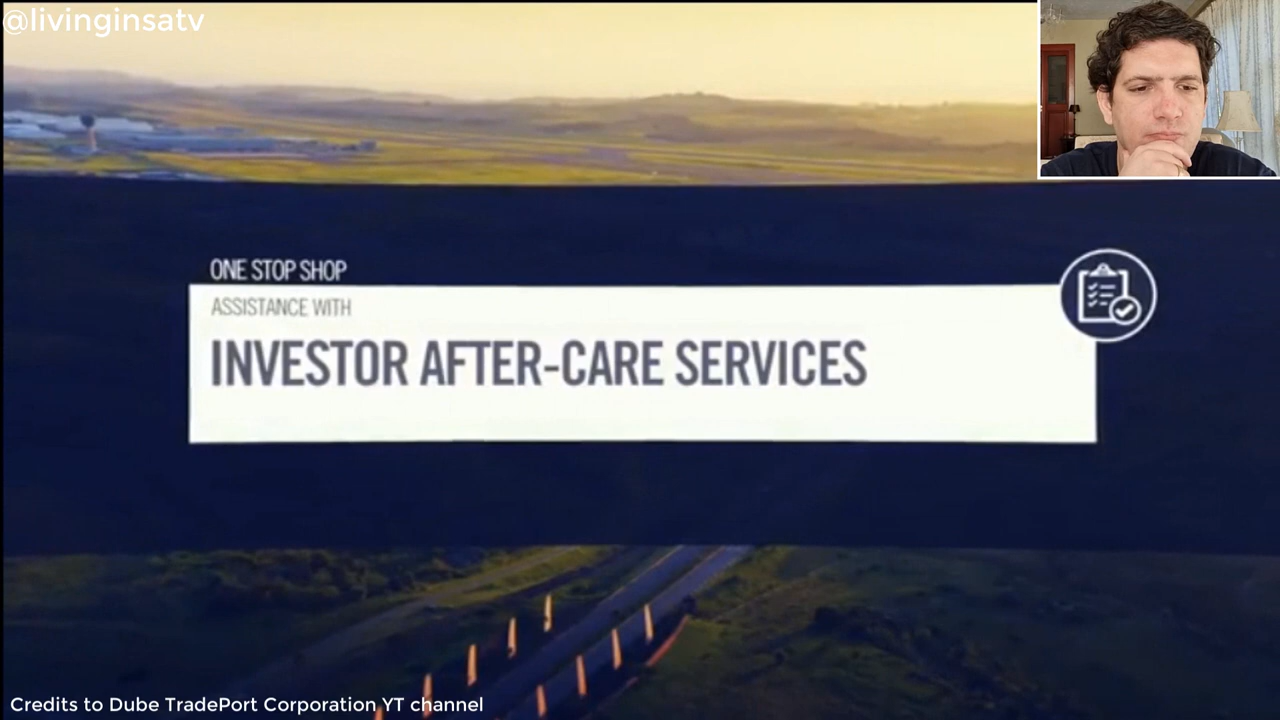 @livinginsatv
ONE STOP SHOP
ASSISTANCE WITH
INVESTOR AFTER-CARE SERVICES
Credits to Dube TradePort Corporation YT channel